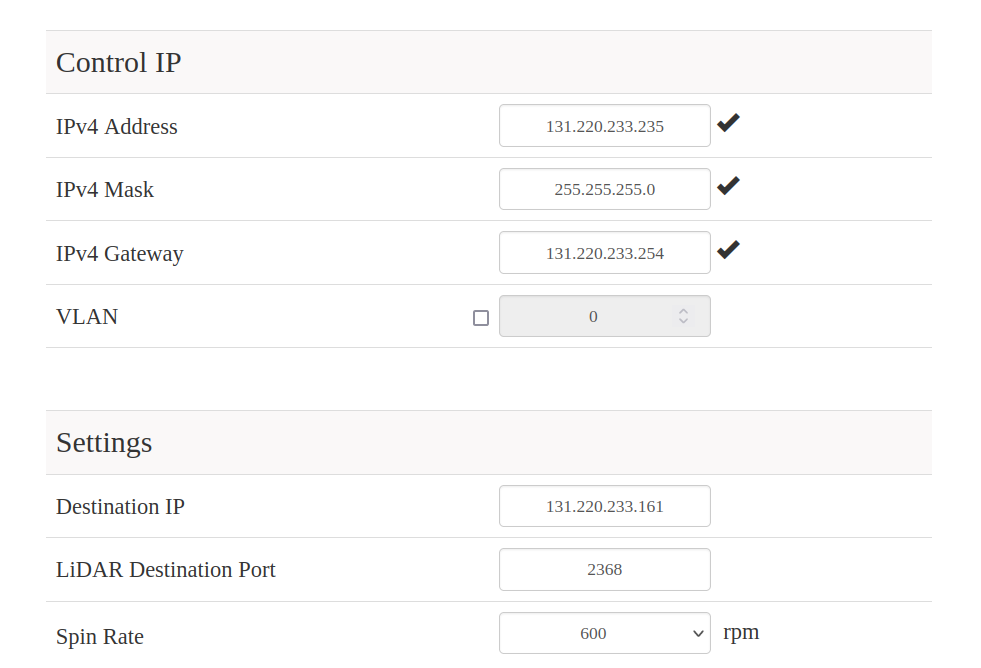 Control IP
IPv4 Address 131.220.233.235
IPv4 Mask 255.255.255.0
IPv4 Gateway 131.220.233.254
VLAN 0
Settings
Destination IP 131.220.233.161
LiDAR Destination Port 2368
Spin Rate 600 rpm